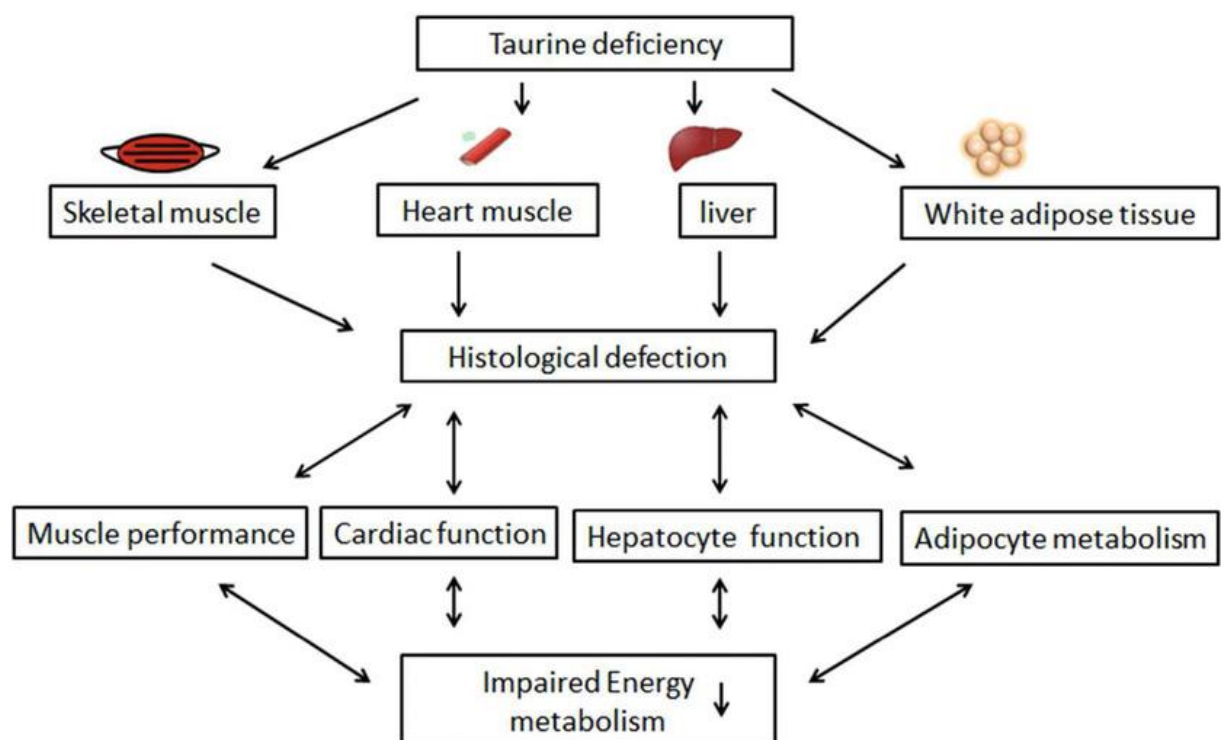 Taurine deficiency
Skeletal muscle
Heart muscle
liver
White adipose tissue
Histological defection
Muscle performance
Cardiac function
Hepatocyte function
Adipocyte metabolism
Impaired Energy
metabolism